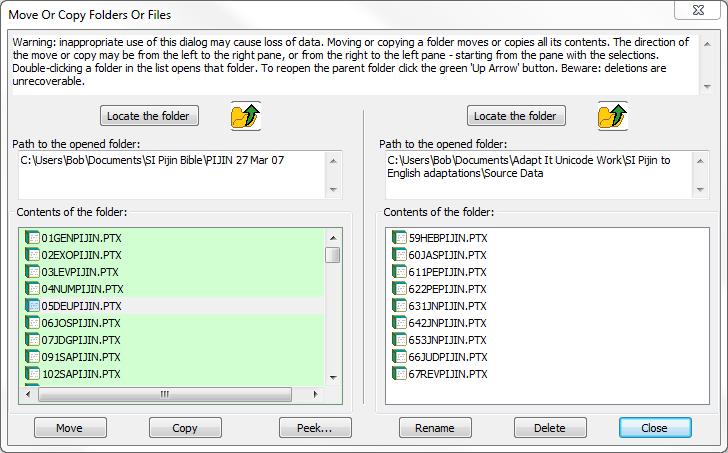 Move Or Copy Folders Or Files
Warning: inappropriate use of this dialog may cause loss of data. Moving or copying a folder moves or copies all its contents. The direction of
the move or copy may be from the left to the right pane, or from the right to the left pane - starting from the pane with the selections.
Double-clicking a folder in the list opens that folder. To reopen the parent folder click the green 'Up Arrow' button. Beware: deletions are
unrecoverable.
Locate the folder
Path to the opened folder:
C:\Users\Bob\Documents\SI Pijin Bible\PIJIN 27 Mar 07
Contents of the folder:
01GENPIJIN.PTX
02EXOPIJIN.PTX
03LEVPIJIN.PTX
04NUMPIJIN.PTX
05DEUPIJIN.PTX
06JOSPIJIN.PTX
07JDGPIJIN.PTX
091SAPIJIN.PTX
102SAPIJIN.PTX
Locate the folder
Path to the opened folder:
C:\Users\Bob\Documents\Adapt It Unicode Work\SI Pijin to
English adaptations\Source Data
Contents of the folder:
59HEBPIJIN.PTX
60JASPIJIN.PTX
611PEPIJIN.PTX
622PEPIJIN.PTX
631JNPIJIN.PTX
642JNPIJIN.PTX
653JNPIJIN.PTX
66JUDPIJIN.PTX
67REVPIJIN.PTX
Move Copy Peek... Rename Delete Close